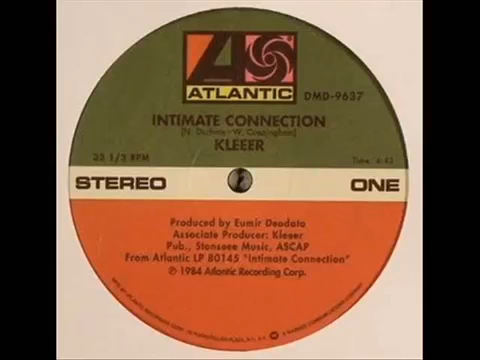 ATLANTIC
DMD-9637
INTIMATE CONNECTION
KLEEER
33 1/3 RPM
STEREO
ONE
Produced by Eumir Deodato
Associate Producer: Kleeer
Pub., Stonseee Music, ASCAP
From Atlantic LP 80145 "Intimate Connection"
℗ 1984 Atlantic Recording Corp.